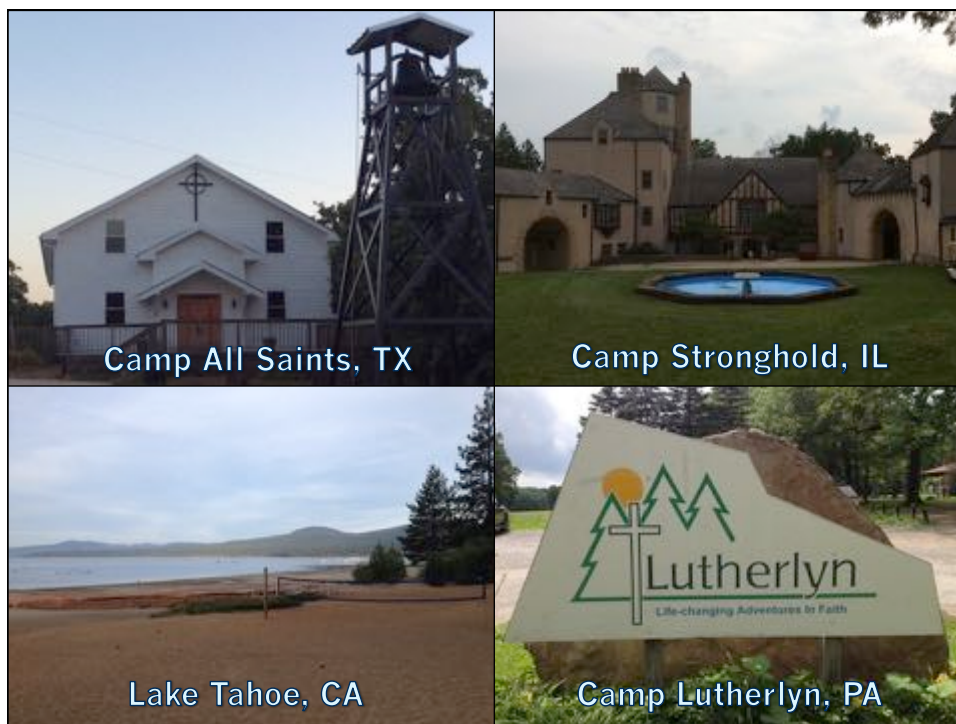 Camp All Saints, TX
Camp Stronghold, IL
Lutherlyn
Life-changing Adventures In Faith
Lake Tahoe, CA
Camp Lutherlyn, PA